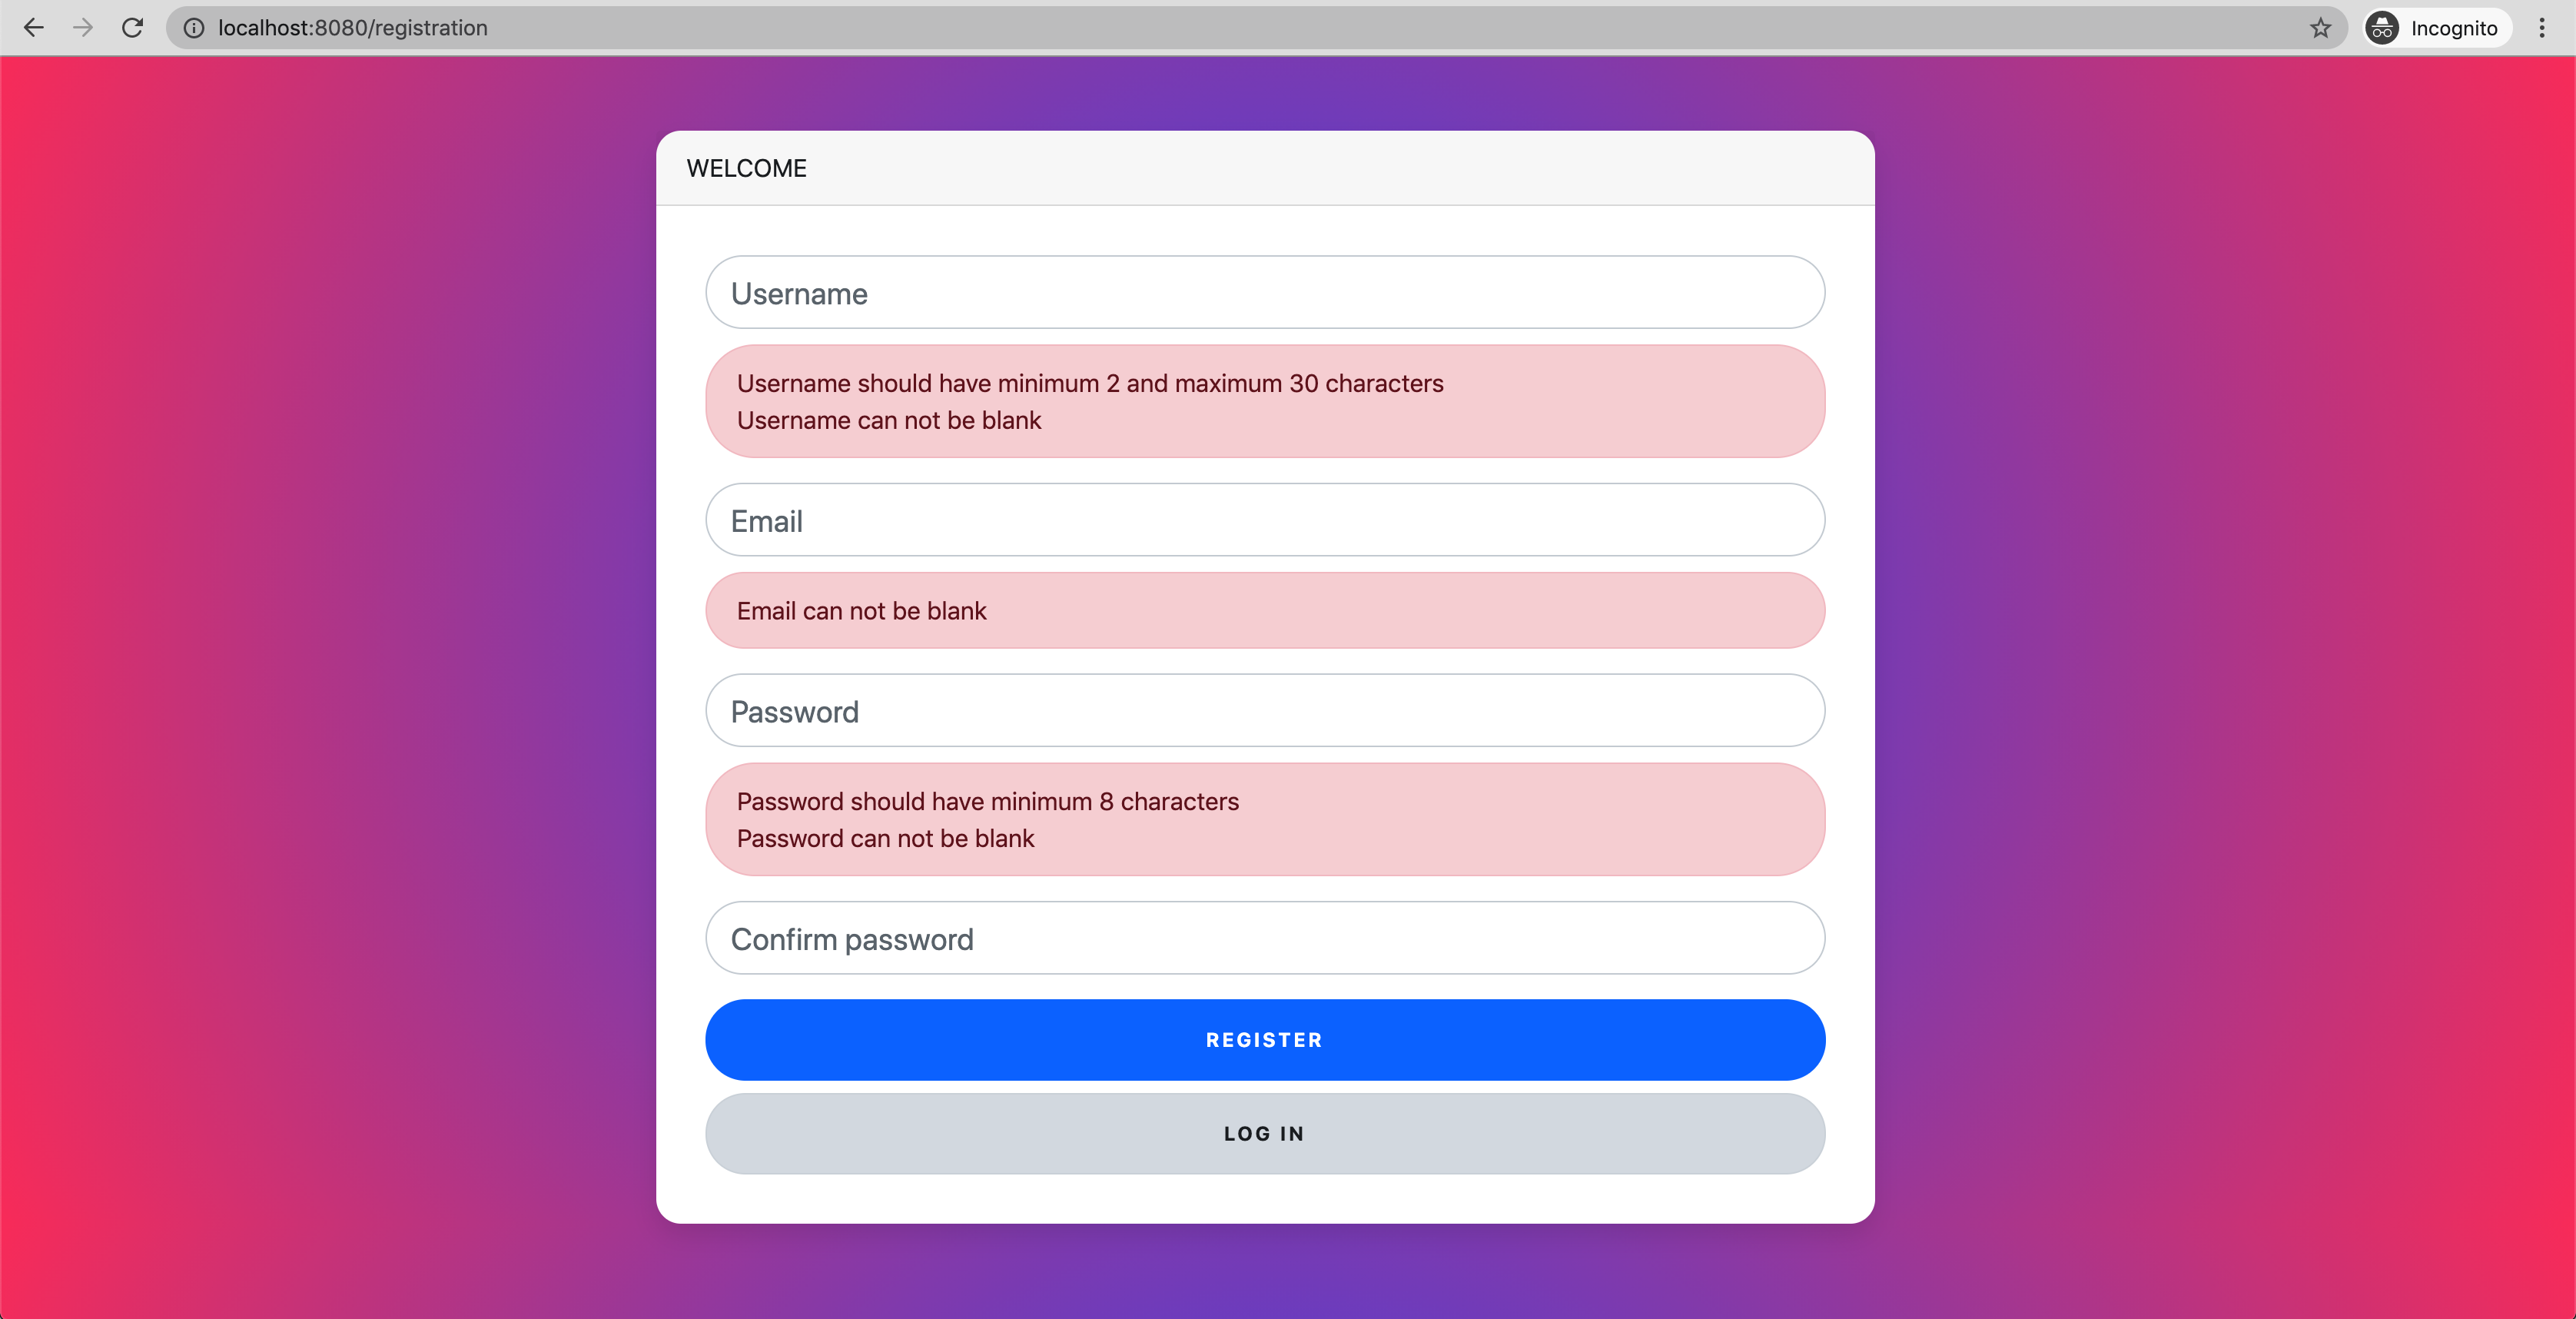 localhost:8080/registration
Incognito
WELCOME
Username
Username should have minimum 2 and maximum 30 characters
Username can not be blank
Email
Email can not be blank
Password
Password should have minimum 8 characters
Password can not be blank
Confirm password
REGISTER
LOG IN